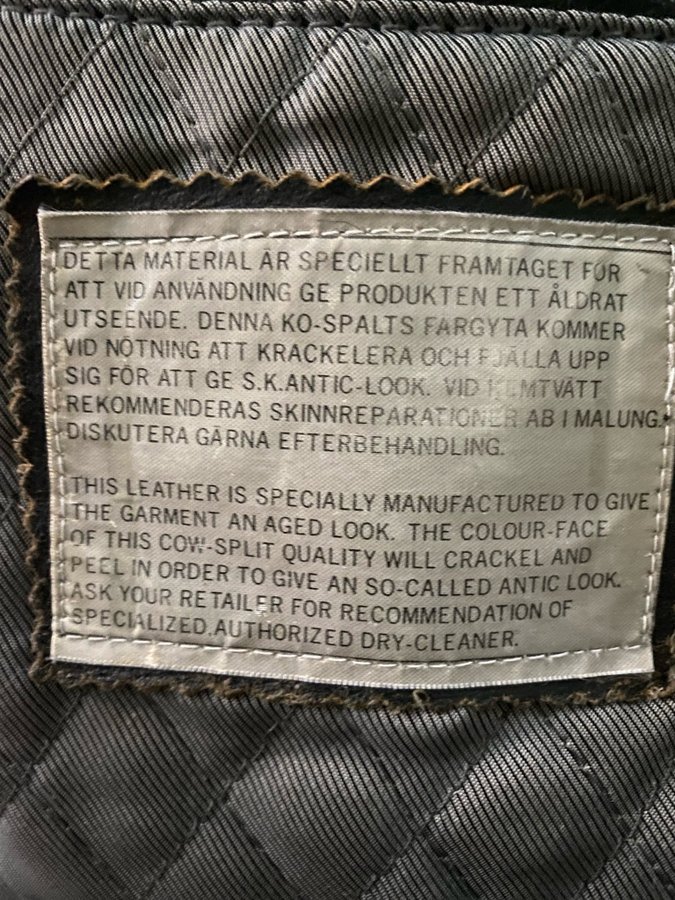 DETTA MATERIAL ÄR SPECIELLT FRAMTAGET FÖR
ATT VID ANVÄNDNING GE PRODUKTEN ETT ÅLDRAT
UTSEENDE. DENNA KO-SPALTS FÄRGYTA KOMMER
VID NÖTNING ATT KRACKELERA OCH FJÄLLA UPP
SIG FÖR ATT GE S.K.ANTIC-LOOK. VID KEMTVÄTT
REKOMMENDERAS SKINNREPARATIONER AB I MALUNG.
DISKUTERA GÄRNA EFTERBEHANDLING.
THIS LEATHER IS SPECIALLY MANUFACTURED TO GIVE
THE GARMENT AN AGED LOOK. THE COLOUR-FACE
OF THIS COW-SPLIT QUALITY WILL CRACKEL AND
PEEL IN ORDER TO GIVE AN SO-CALLED ANTIC LOOK.
ASK YOUR RETAILER FOR RECOMMENDATION OF
SPECIALIZED.AUTHORIZED DRY-CLEANER.